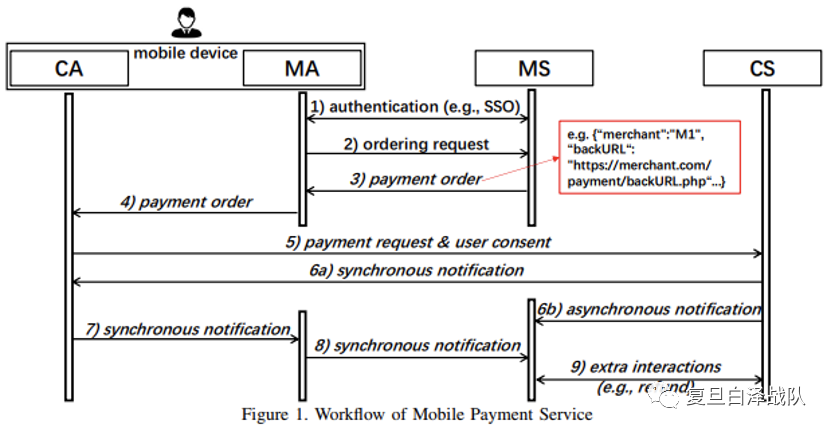 mobile device
CA
MA
MS
CS
1) authentication (e.g., SSO)
2) ordering request
e.g. {"merchant":"M1",
"backURL":
"https://merchant.com/
payment/backURL.php"...}
3) payment order
4) payment order
5) payment request & user consent
6a) synchronous notification
6b) asynchronous notification
7) synchronous notification
8) synchronous notification
9) extra interactions
(e.g., refund)
复旦白泽战队
Figure 1. Workflow of Mobile Payment Service